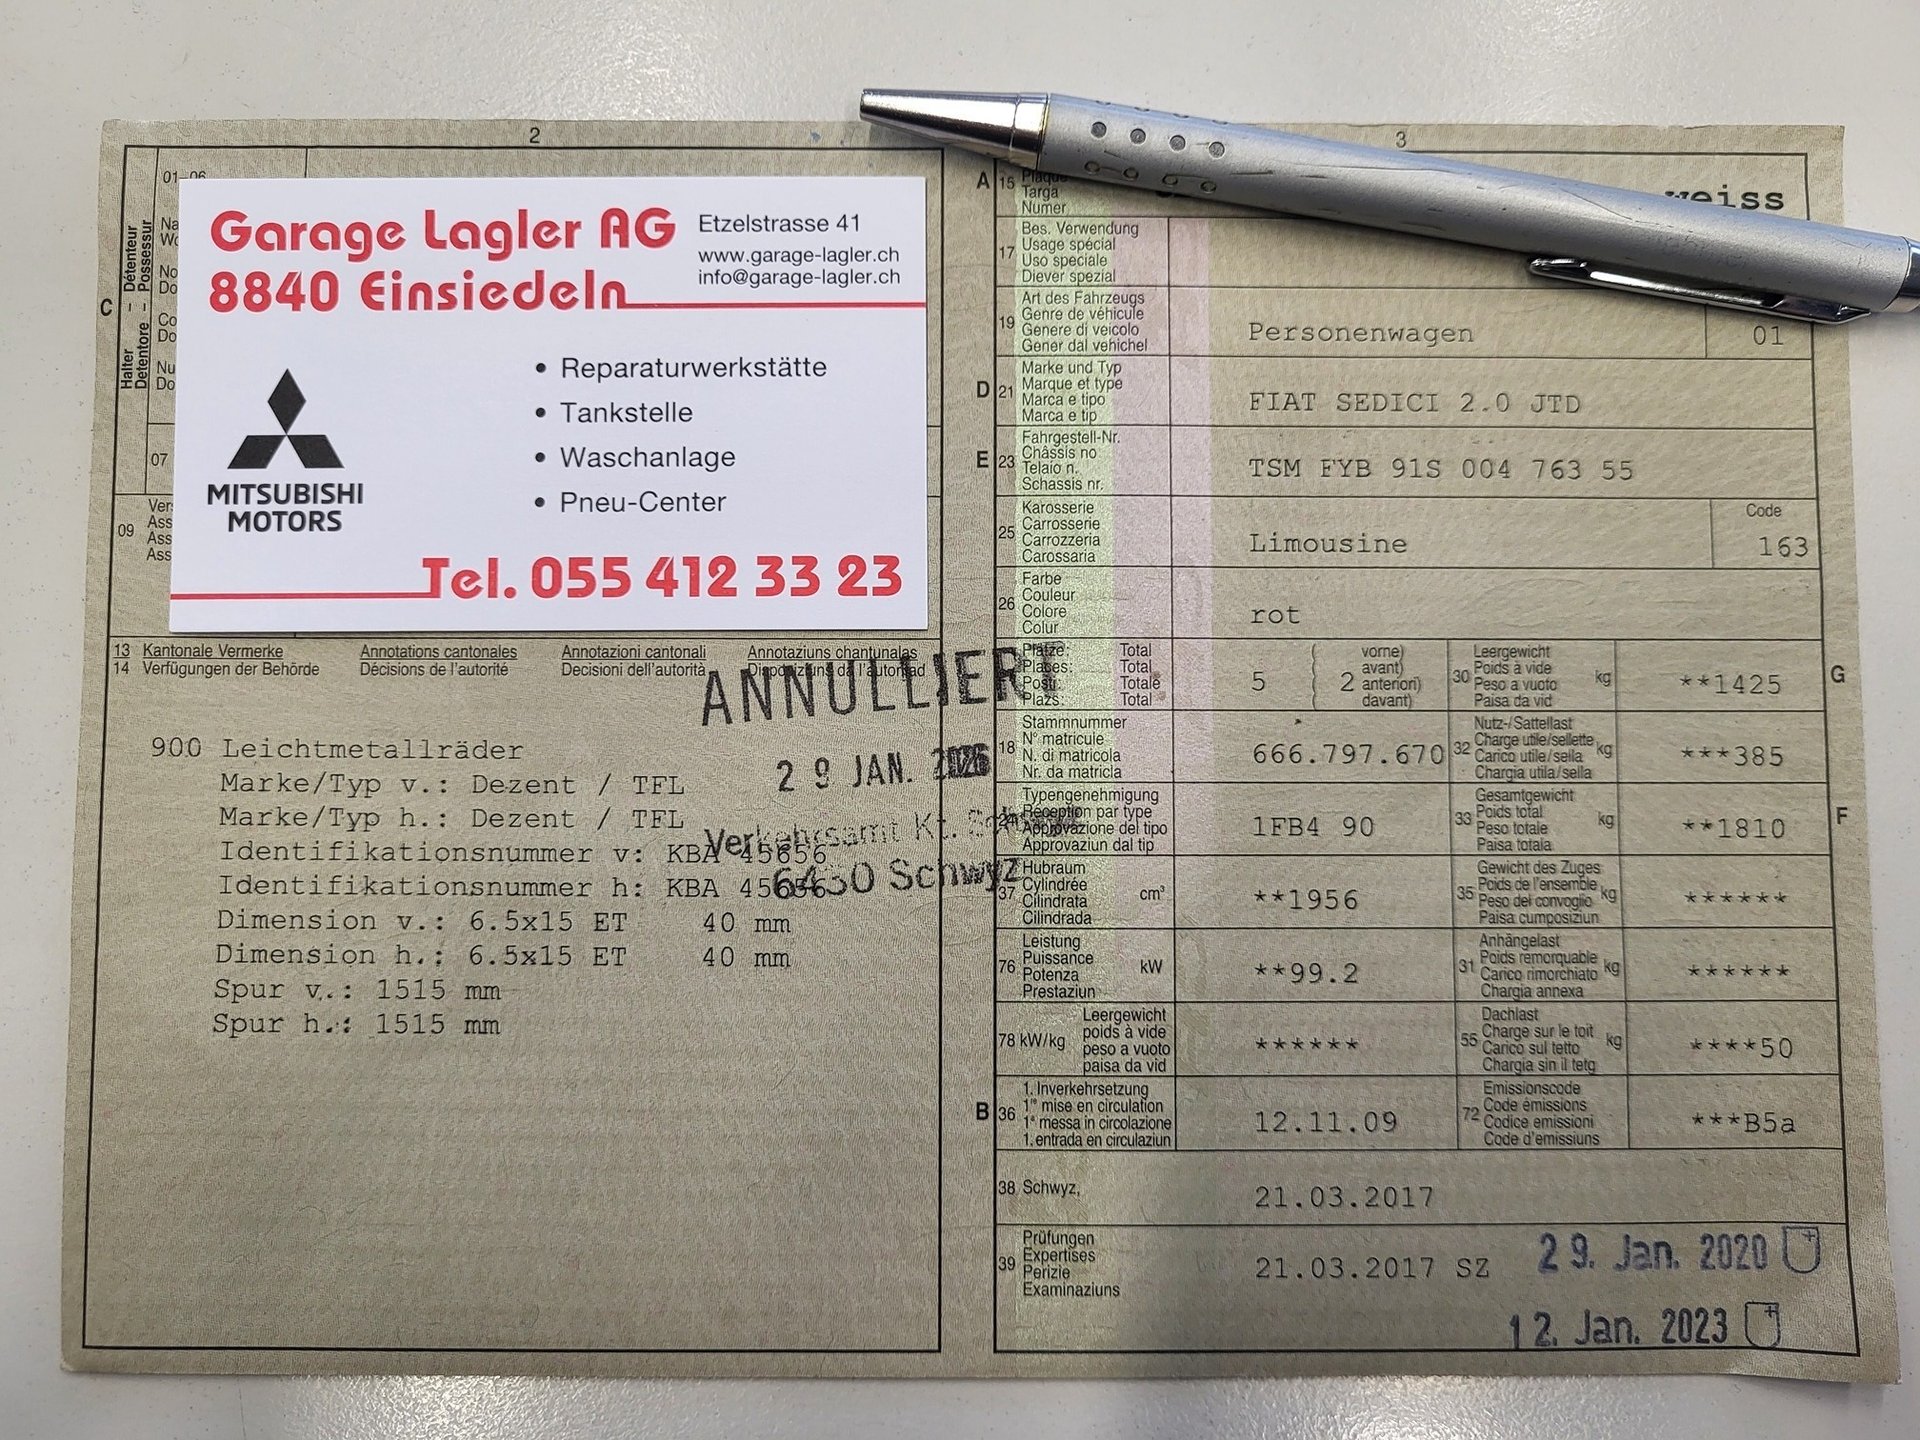 2
3
01-06
Garage Lagler AG
8840 Einsiedeln
Etzelstrasse 41
www.garage-lagler.ch
info@garage-lagler.ch
MITSUBISHI
MOTORS
• Reparaturwerkstätte
• Tankstelle
• Waschanlage
• Pneu-Center
Tel. 055 412 33 23
C
Halter – Détenteur
Detentore – Possessur
07
09
13 Kantonale Vermerke Annotations cantonales Annotazioni cantonali Annotaziuns chantunalas
14 Verfügungen der Behörde Décisions de l'autorité Decisioni dell'autorità
ANNULLIERT
29 JAN.
Verkehrsamt Kt.
6430 Schwyz
900 Leichtmetallräder
Marke/Typ v.: Dezent / TFL
Marke/Typ h.: Dezent / TFL
Identifikationsnummer v: KBA 45656
Identifikationsnummer h: KBA 45656
Dimension v.: 6.5x15 ET 40 mm
Dimension h.: 6.5x15 ET 40 mm
Spur v.: 1515 mm
Spur h.: 1515 mm
A 15 Plaque
Targa
Numer
weiss
17 Bes. Verwendung
Usage spécial
Uso speciale
Diever spezial
19 Art des Fahrzeugs
Genre de véhicule
Genere di veicolo
Gener dal vehichel
Personenwagen 01
D 21 Marke und Typ
Marque et type
Marca e tipo
Marca e tip
FIAT SEDICI 2.0 JTD
E 23 Fahrgestell-Nr.
Châssis no
Telaio n.
Schassis nr.
TSM FYB 91S 004 763 55
25 Karosserie
Carrosserie
Carrozzeria
Carossaria
Limousine
Code
163
26 Farbe
Couleur
Colore
Colur
rot
Plätze: Total
Places: Total
Posti: Totale
Plazs: Total
5 2
vorne)
avant)
anteriori)
davant)
30 Leergewicht
Poids à vide
Peso a vuoto
Paisa da vid
kg
**1425
G
18 Stammnummer
N° matricule
N. di matricola
Nr. da matricla
666.797.670
32 Nutz-/Sattellast
Charge utile/sellette
Carico utile/sella
Chargia utila/sella
kg
***385
24 Typengenehmigung
Réception par type
Approvazione del tipo
Approvaziun dal tip
1FB4 90
33 Gesamtgewicht
Poids total
Peso totale
Paisa totala
kg
**1810
F
37 Hubraum
Cylindrée
Cilindrata
Cilindrada
cm³
**1956
35 Gewicht des Zuges
Poids de l'ensemble
Peso del convoglio
Paisa cumposiziun
kg
******
76 Leistung
Puissance
Potenza
Prestaziun
kW
**99.2
31 Anhängelast
Poids remorquable
Carico rimorchiato
Chargia annexa
kg
******
78 kW/kg
Leergewicht
poids à vide
peso a vuoto
paisa da vid
******
55 Dachlast
Charge sur le toit
Carico sul tetto
Chargia sin il tetg
kg
****50
B 36 1. Inverkehrsetzung
1re mise en circulation
1a messa in circolazione
1. entrada en circulaziun
12.11.09
72 Emissionscode
Code émissions
Codice emissioni
Code d'emissiuns
***B5a
38 Schwyz, 21.03.2017
39 Prüfungen
Expertises
Perizie
Examinaziuns
21.03.2017 SZ
29. Jan. 2020
12. Jan. 2023